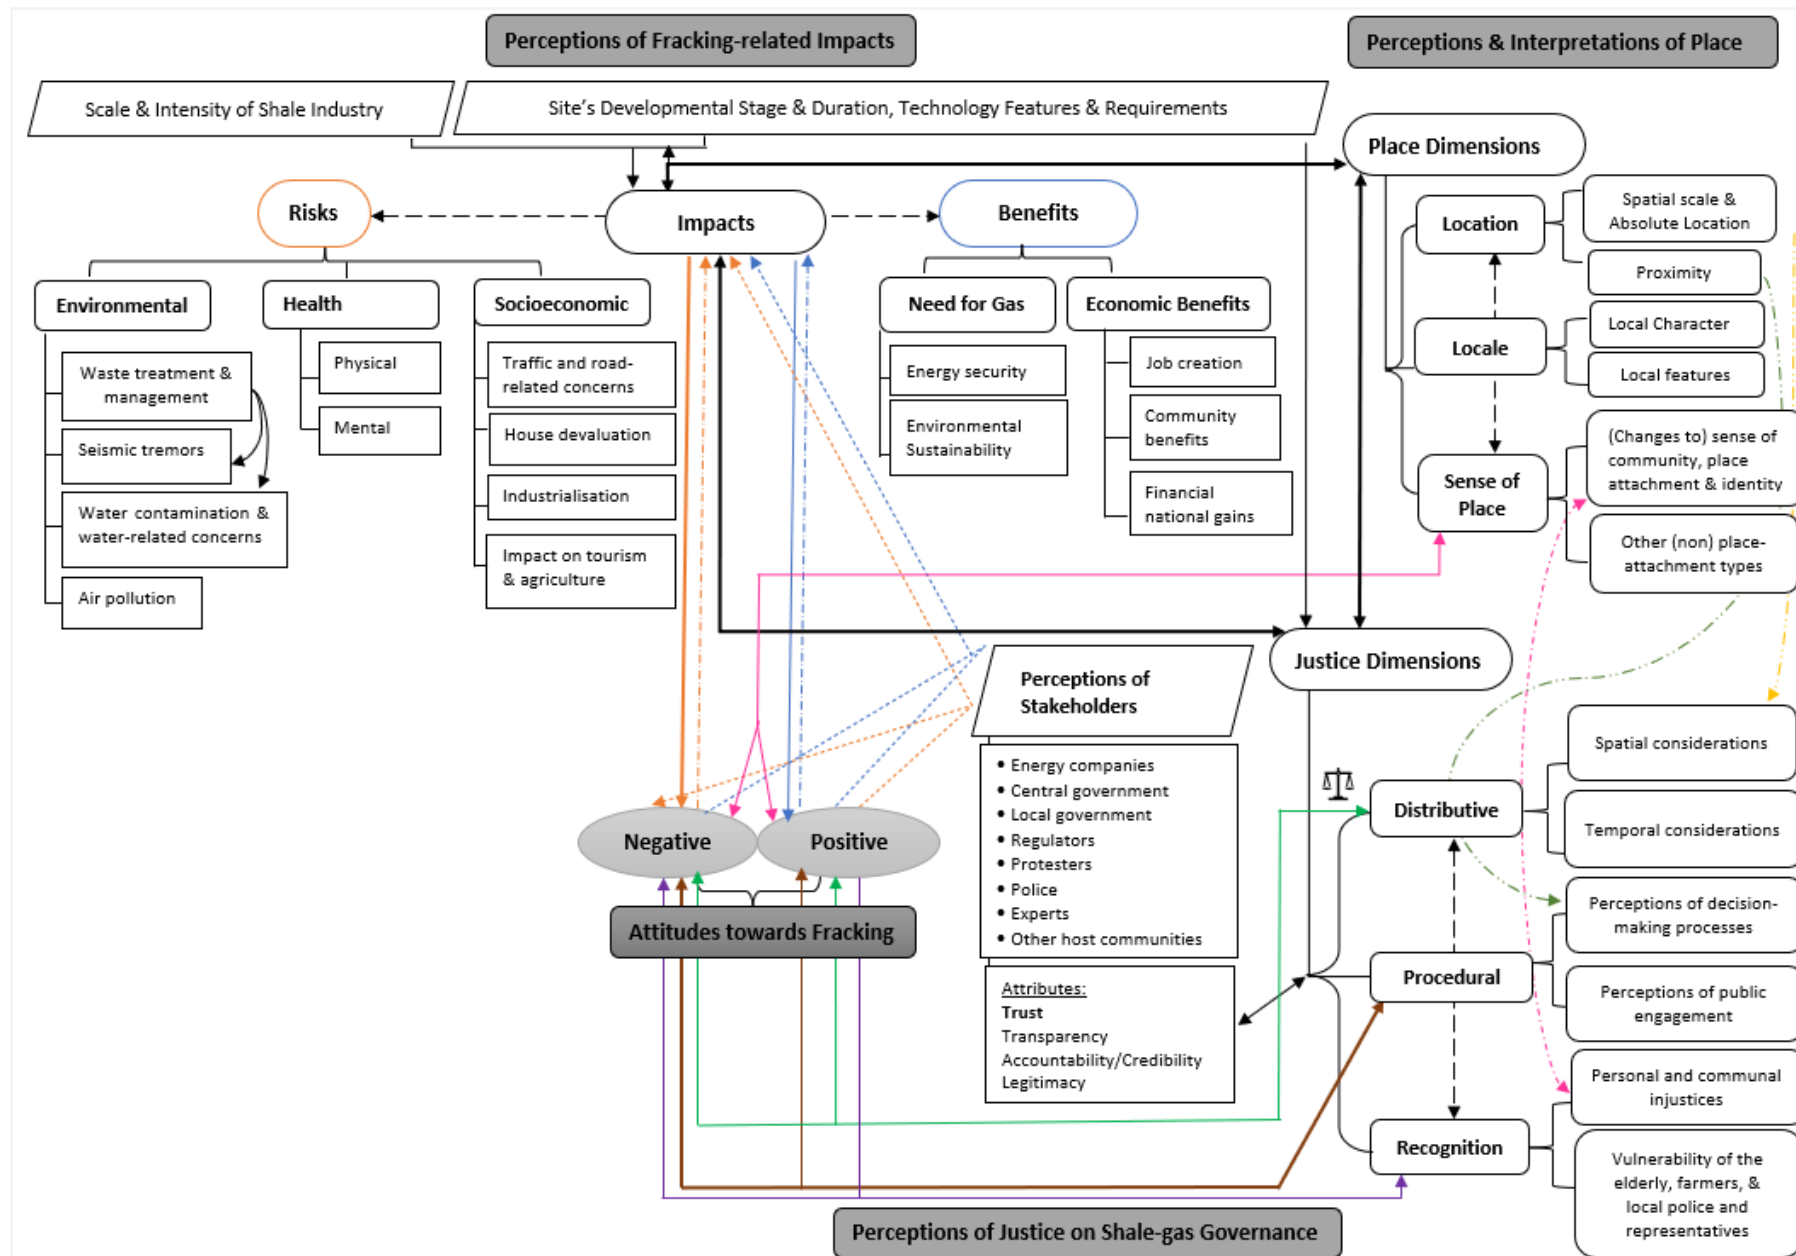 Perceptions of Fracking-related Impacts
Perceptions & Interpretations of Place
Scale & Intensity of Shale Industry
Site's Developmental Stage & Duration, Technology Features & Requirements
Place Dimensions
Risks
Impacts
Benefits
Location
Spatial scale &
Absolute Location
Proximity
Environmental
Health
Socioeconomic
Need for Gas
Economic Benefits
Locale
Local Character
Local features
Waste treatment &
management
Seismic tremors
Water contamination &
water-related concerns
Air pollution
Physical
Mental
Traffic and road-
related concerns
House devaluation
Industrialisation
Impact on tourism
& agriculture
Energy security
Environmental
Sustainability
Job creation
Community
benefits
Financial
national gains
Sense of
Place
(Changes to) sense of
community, place
attachment & identity
Other (non) place-
attachment types
Justice Dimensions
Perceptions of
Stakeholders
• Energy companies
• Central government
• Local government
• Regulators
• Protesters
• Police
• Experts
• Other host communities
Attributes:
Trust
Transparency
Accountability/Credibility
Legitimacy
Negative
Positive
Attitudes towards Fracking
Distributive
Spatial considerations
Temporal considerations
Procedural
Perceptions of decision-
making processes
Perceptions of public
engagement
Recognition
Personal and communal
injustices
Vulnerability of the
elderly, farmers, &
local police and
representatives
Perceptions of Justice on Shale-gas Governance